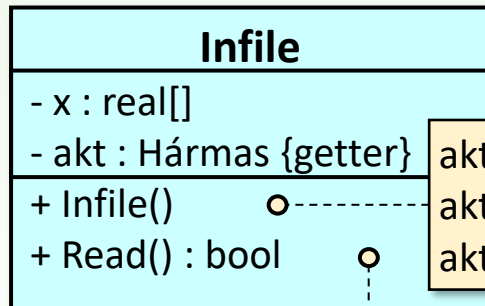 Infile
- x : real[]
- akt : Hármas {getter}
akt
+ Infile()
akt
+ Read() : bool
akt